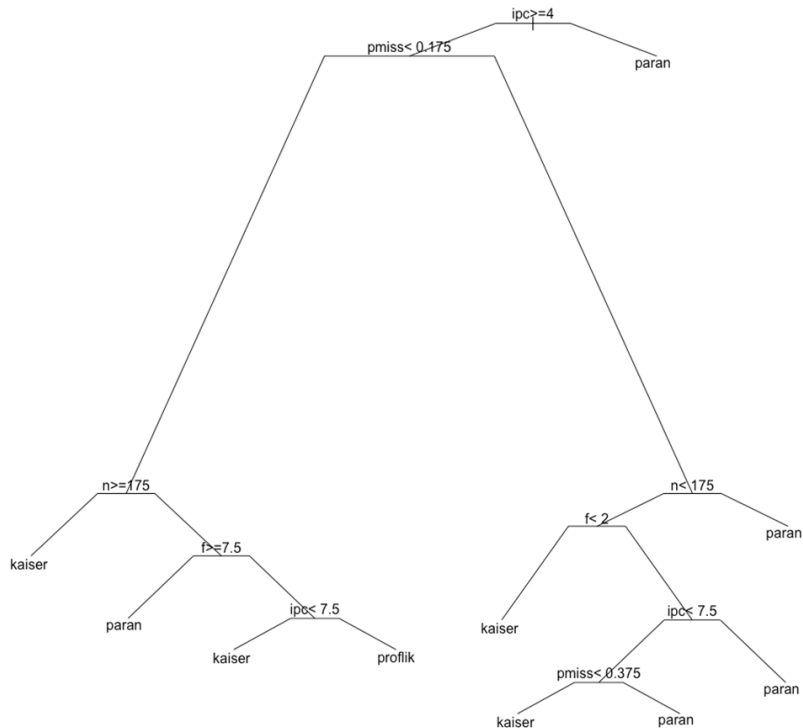 ipc>=4
pmiss< 0.175
paran
n>=175
n< 175
f< 2
paran
kaiser
f>=7.5
paran
ipc< 7.5
ipc< 7.5
kaiser
kaiser
proflik
pmiss< 0.375
paran
kaiser
paran